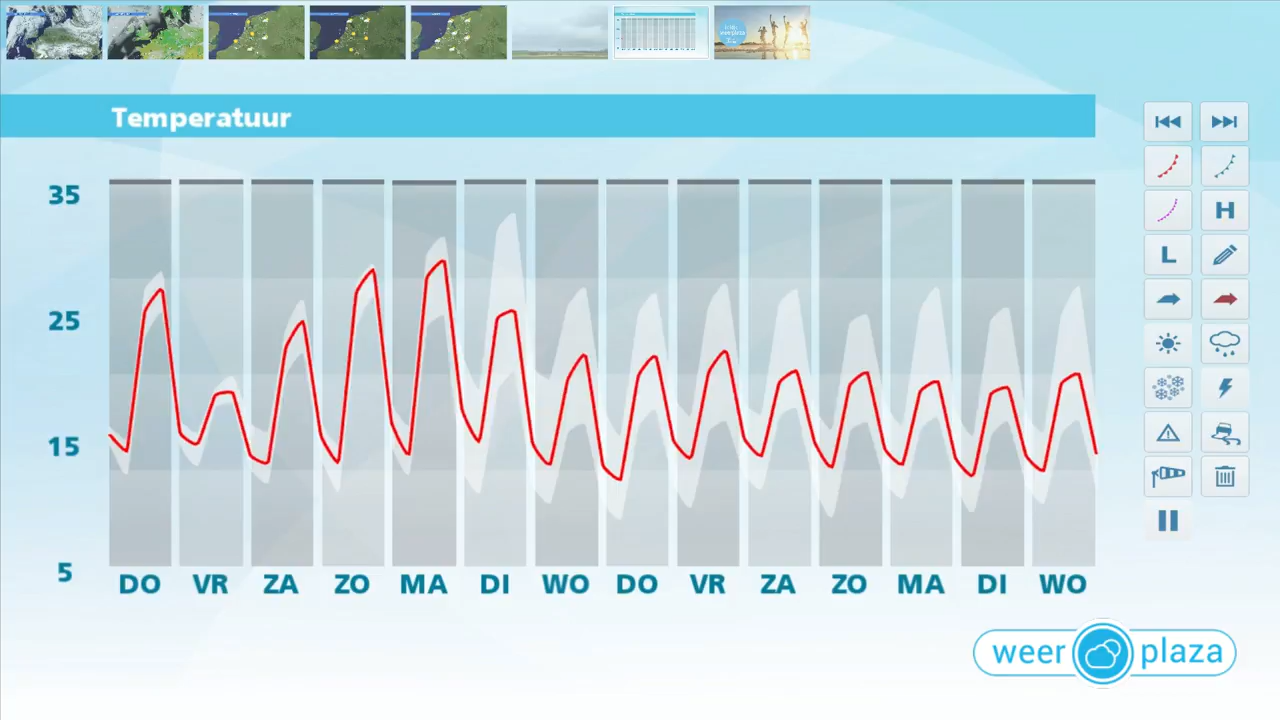 Temperatuur
35
25
15
5
DO VR ZA ZO MA DI WO DO VR ZA ZO MA DI WO
H
L
weer plaza